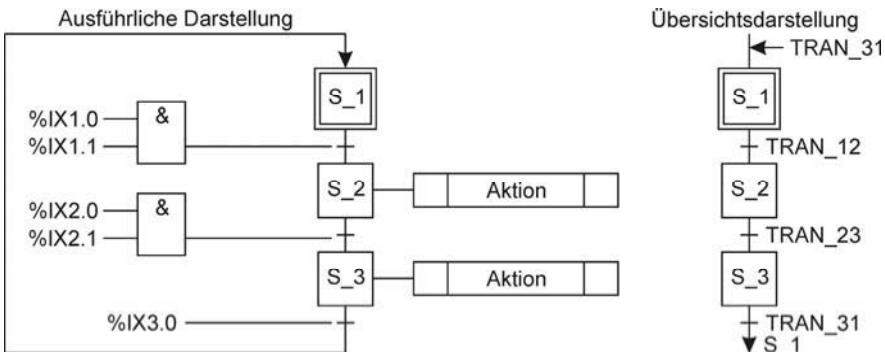 Ausführliche Darstellung
Übersichtsdarstellung
TRAN_31
S_1
S_1
%IX1.0
&
%IX1.1
TRAN_12
S_2
Aktion
S_2
%IX2.0
&
%IX2.1
TRAN_23
S_3
Aktion
S_3
%IX3.0
TRAN_31
S_1